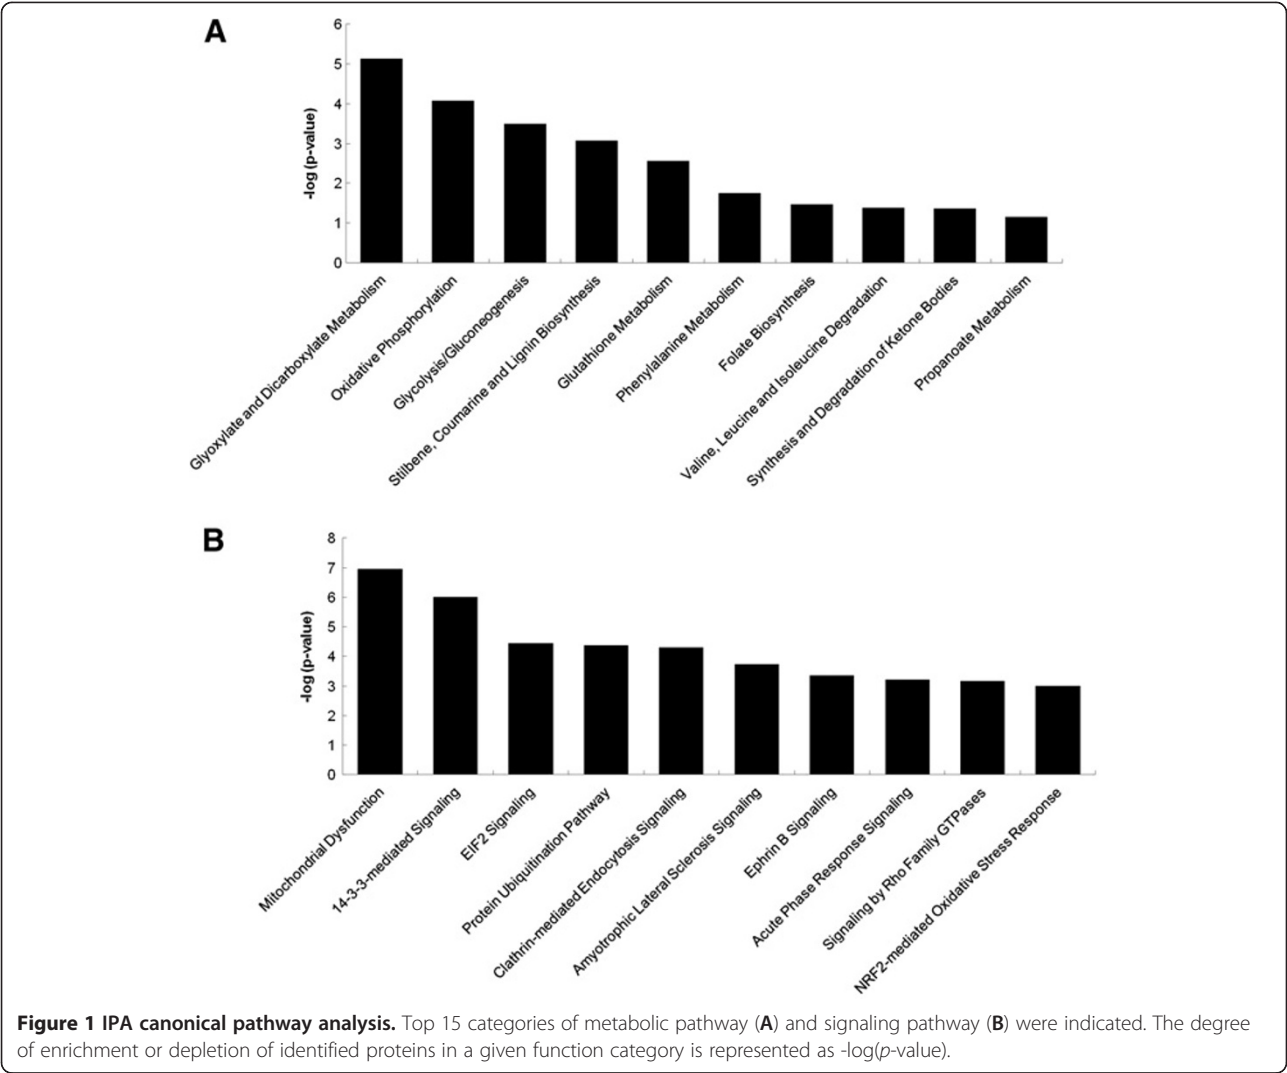 A
6
5
4
3
2
1
0
-log (p-value)
Glyoxylate and Dicarboxylate Metabolism
Oxidative Phosphorylation
Glycolysis/Gluconeogenesis
Stilbene, Coumarine and Lignin Biosynthesis
Glutathione Metabolism
Phenylalanine Metabolism
Folate Biosynthesis
Valine, Leucine and Isoleucine Degradation
Synthesis and Degradation of Ketone Bodies
Propanoate Metabolism
B
8
7
6
5
4
3
2
1
0
-log (p-value)
Mitochondrial Dysfunction
14-3-3-mediated Signaling
EIF2 Signaling
Protein Ubiquitination Pathway
Clathrin-mediated Endocytosis Signaling
Amyotrophic Lateral Sclerosis Signaling
Ephrin B Signaling
Acute Phase Response Signaling
Signaling by Rho Family GTPases
NRF2-mediated Oxidative Stress Response
Figure 1 IPA canonical pathway analysis. Top 15 categories of metabolic pathway (A) and signaling pathway (B) were indicated. The degree
of enrichment or depletion of identified proteins in a given function category is represented as -log(p-value).